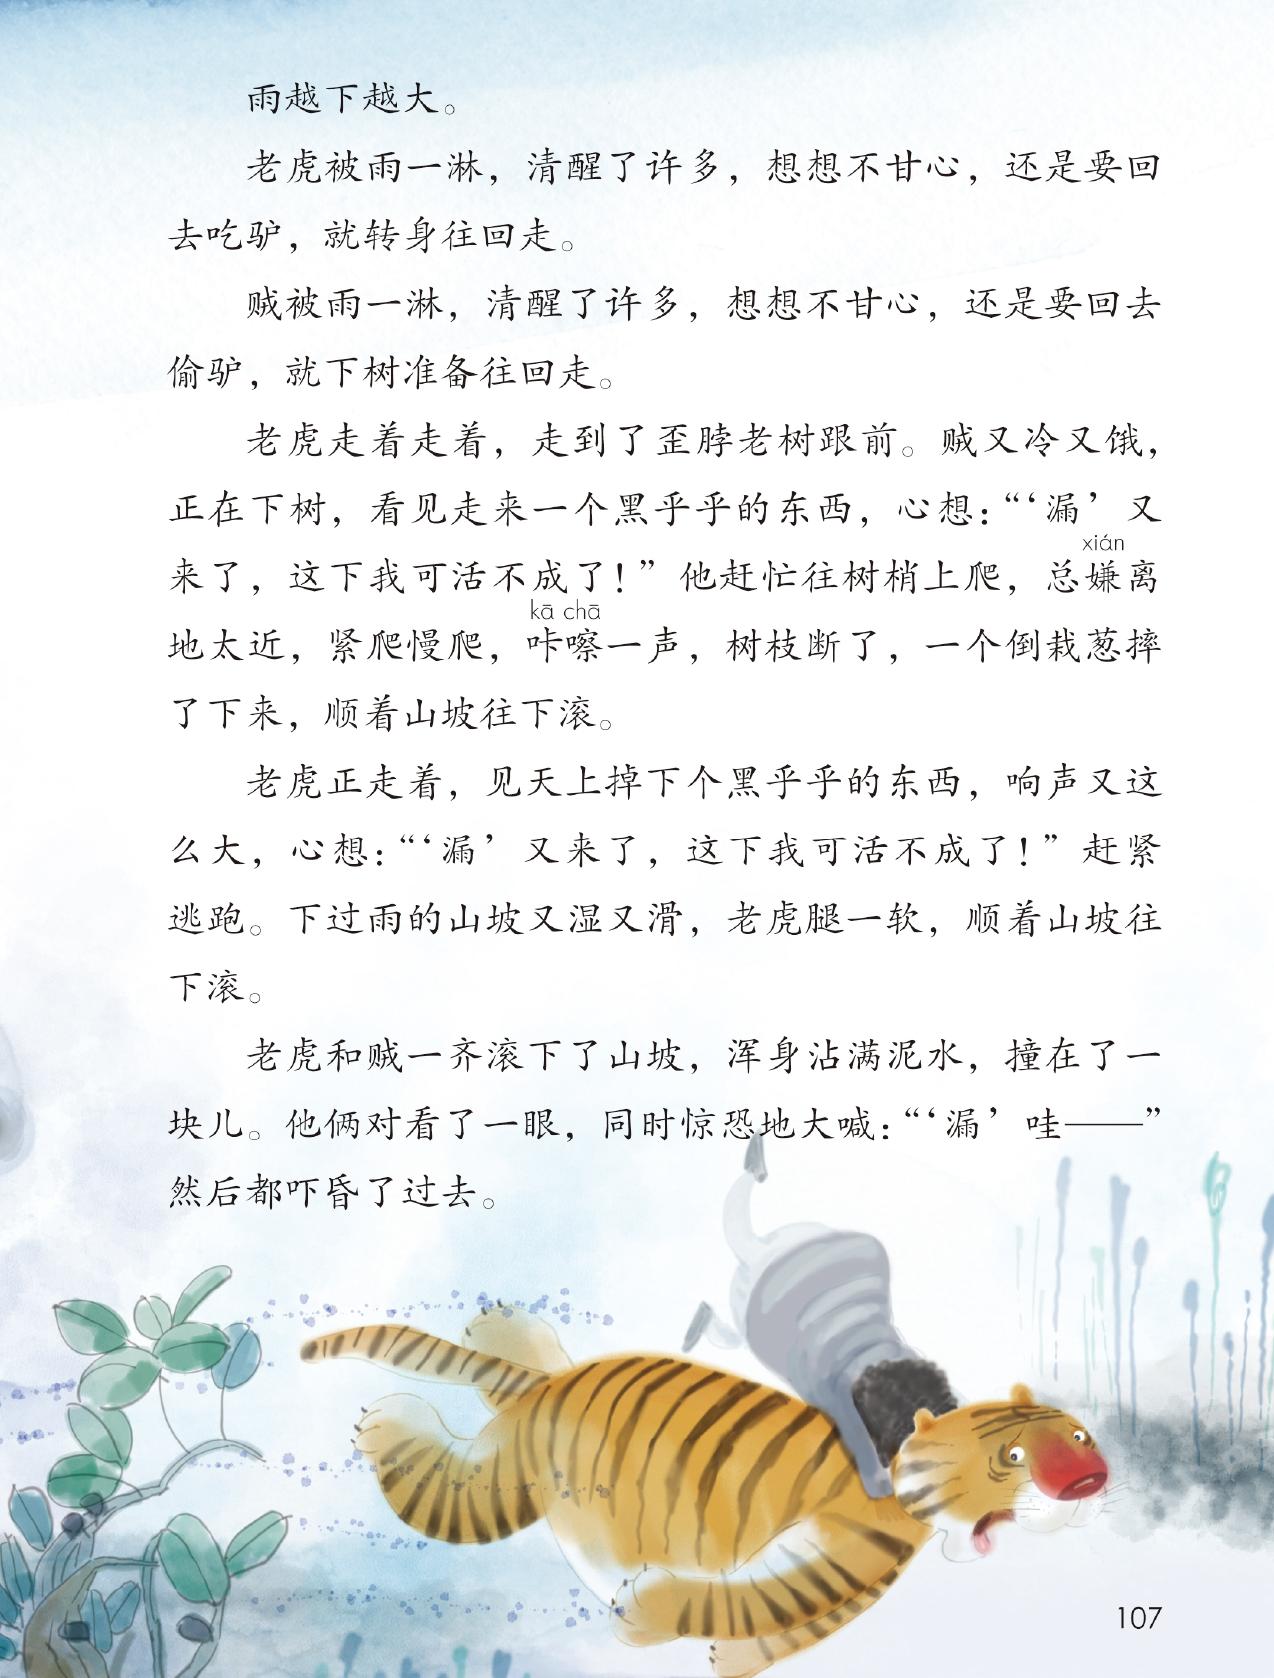 雨越下越大。
老虎被雨一淋，清醒了许多，想想不甘心，还是要回
去吃驴，就转身往回走。
贼被雨一淋，清醒了许多，想想不甘心，还是要回去
偷驴，就下树准备往回走。
老虎走着走着，走到了歪脖老树跟前。贼又冷又饿，
正在下树，看见走来一个黑乎乎的东西，心想：“‘漏’又
xián
来了，这下我可活不成了！”他赶忙往树梢上爬，总嫌离
kā chā
地太近，紧爬慢爬，咔嚓一声，树枝断了，一个倒栽葱摔
了下来，顺着山坡往下滚。
老虎正走着，见天上掉下个黑乎乎的东西，响声又这
么大，心想：“‘漏’又来了，这下我可活不成了！”赶紧
逃跑。下过雨的山坡又湿又滑，老虎腿一软，顺着山坡往
下滚。
老虎和贼一齐滚下了山坡，浑身沾满泥水，撞在了一
块儿。他俩对看了一眼，同时惊恐地大喊：“‘漏’哇——”
然后都吓昏了过去。
107